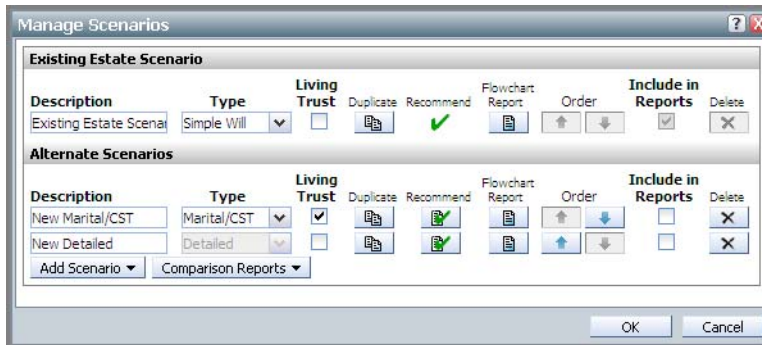 Manage Scenarios
Existing Estate Scenario
Description Type Living Trust Duplicate Recommend Flowchart Report Order Include in Reports Delete
Existing Estate Scenar Simple Will
Alternate Scenarios
Description Type Living Trust Duplicate Recommend Flowchart Report Order Include in Reports Delete
New Marital/CST Marital/CST
New Detailed Detailed
Add Scenario Comparison Reports
OK Cancel